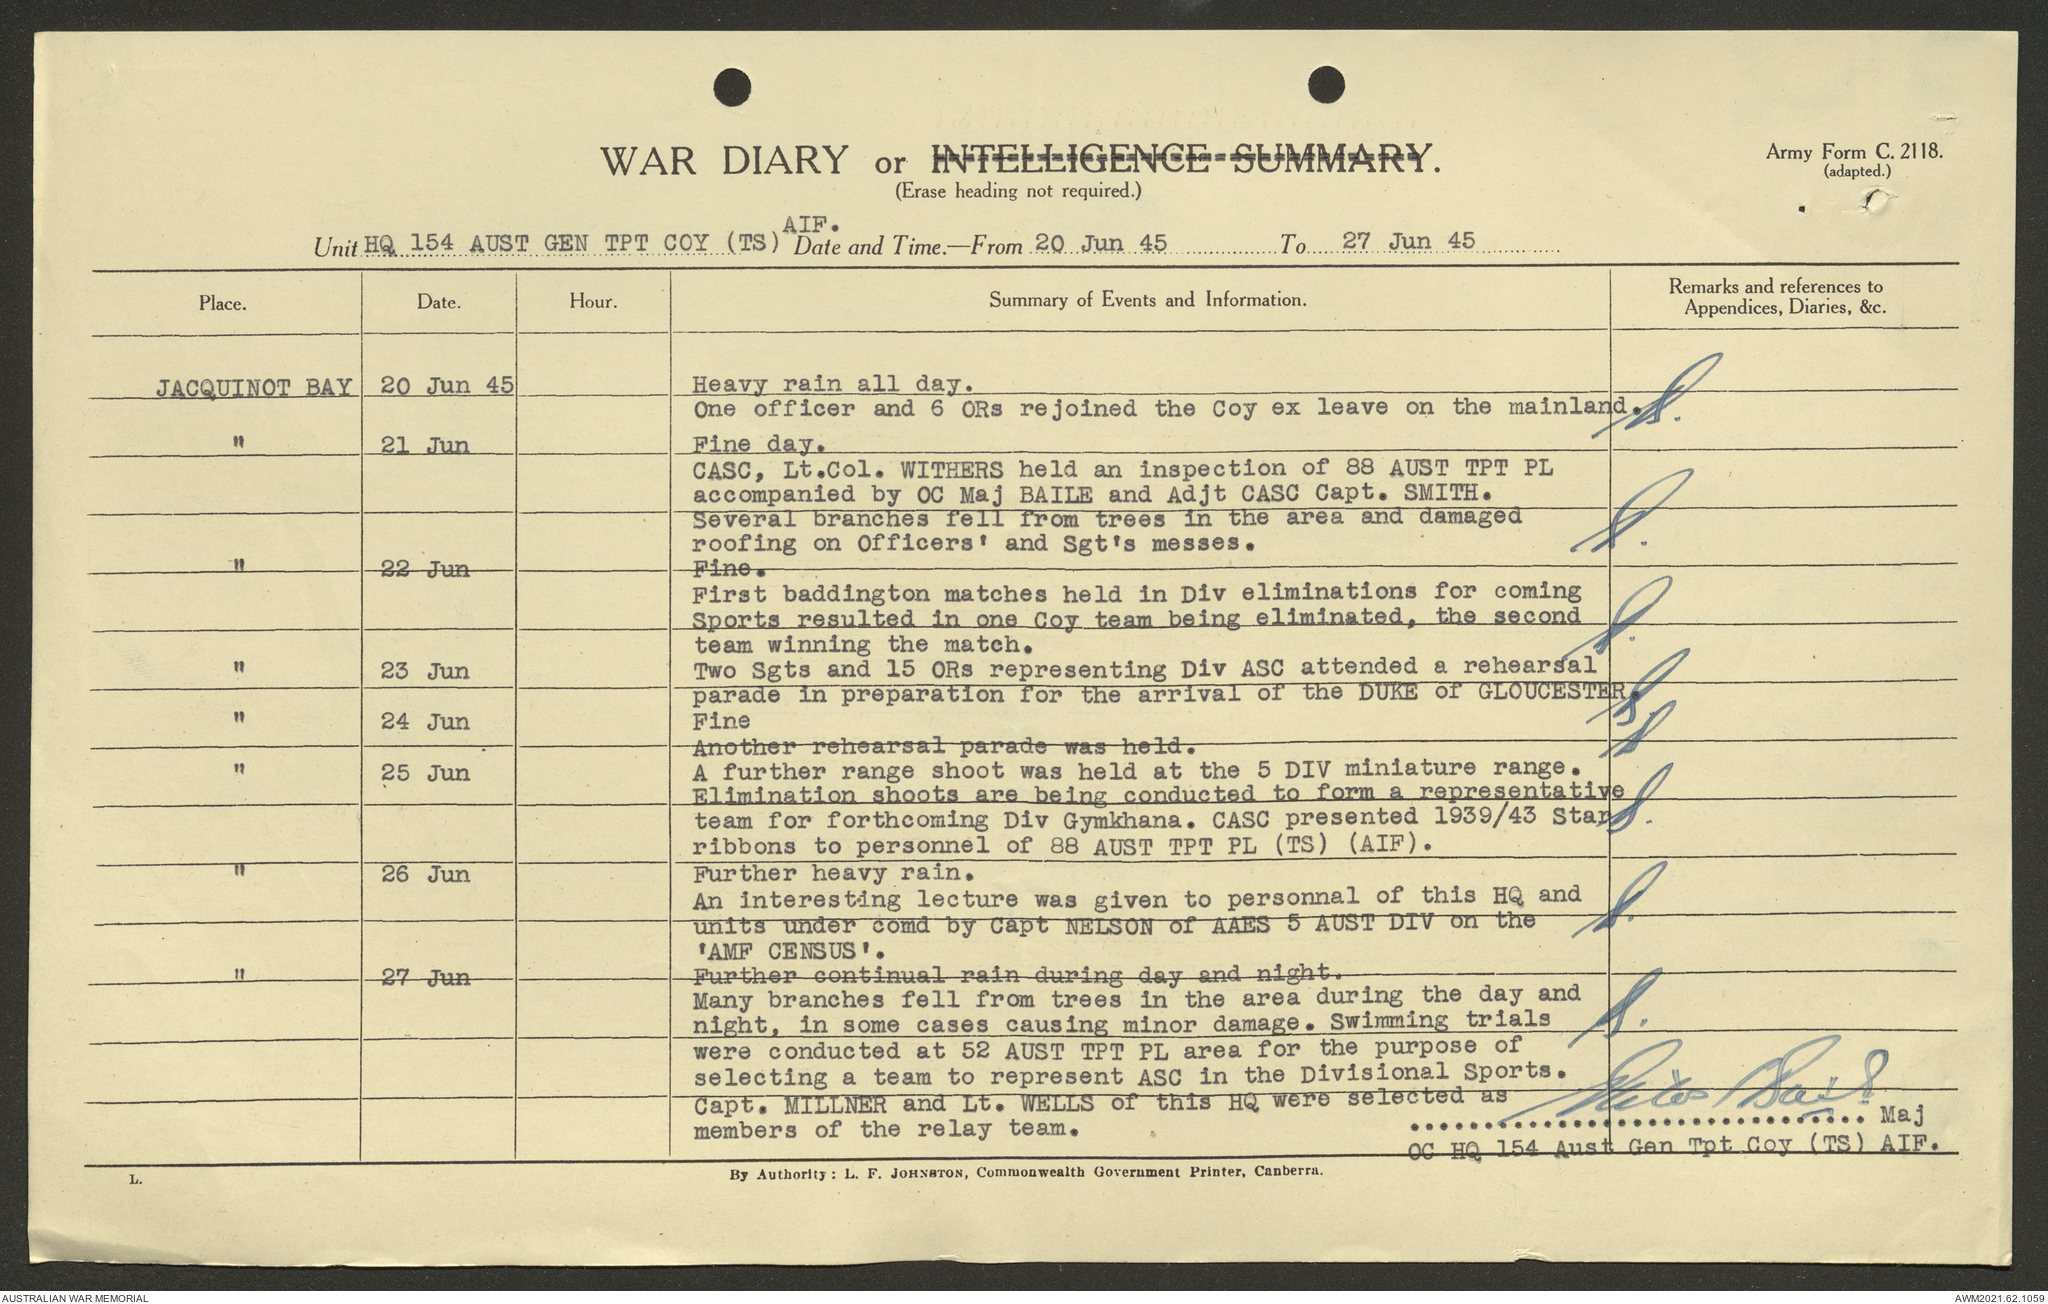 WAR DIARY or INTELLIGENCE SUMMARY.
(Erase heading not required.)
Army Form C. 2118.
(adapted.)
Unit HQ 154 AUST GEN TPT COY (TS) AIF. Date and Time.—From 20 Jun 45 To 27 Jun 45
Place. Date. Hour. Summary of Events and Information. Remarks and references to Appendices, Diaries, &c.
JACQUINOT BAY 20 Jun 45 Heavy rain all day.
One officer and 6 ORs rejoined the Coy ex leave on the mainland.
" 21 Jun Fine day.
CASC, Lt.Col. WITHERS held an inspection of 88 AUST TPT PL
accompanied by OC Maj BAILE and Adjt CASC Capt. SMITH.
Several branches fell from trees in the area and damaged
roofing on Officers' and Sgt's messes.
" 22 Jun Fine.
First baddington matches held in Div eliminations for coming
Sports resulted in one Coy team being eliminated, the second
team winning the match.
" 23 Jun Two Sgts and 15 ORs representing Div ASC attended a rehearsal
parade in preparation for the arrival of the DUKE of GLOUCESTER.
" 24 Jun Fine
Another rehearsal parade was held.
" 25 Jun A further range shoot was held at the 5 DIV miniature range.
Elimination shoots are being conducted to form a representative
team for forthcoming Div Gymkhana. CASC presented 1939/43 Star
ribbons to personnel of 88 AUST TPT PL (TS) (AIF).
" 26 Jun Further heavy rain.
An interesting lecture was given to personnal of this HQ and
units under comd by Capt NELSON of AAES 5 AUST DIV on the
'AMF CENSUS'.
" 27 Jun Further continual rain during day and night.
Many branches fell from trees in the area during the day and
night, in some cases causing minor damage. Swimming trials
were conducted at 52 AUST TPT PL area for the purpose of
selecting a team to represent ASC in the Divisional Sports.
Capt. MILLNER and Lt. WELLS of this HQ were selected as
members of the relay team.
Maj
OC HQ 154 Aust Gen Tpt Coy (TS) AIF.
L.
By Authority: L. F. JOHNSTON, Commonwealth Government Printer, Canberra.
AUSTRALIAN WAR MEMORIAL
AWM2021.62.1059